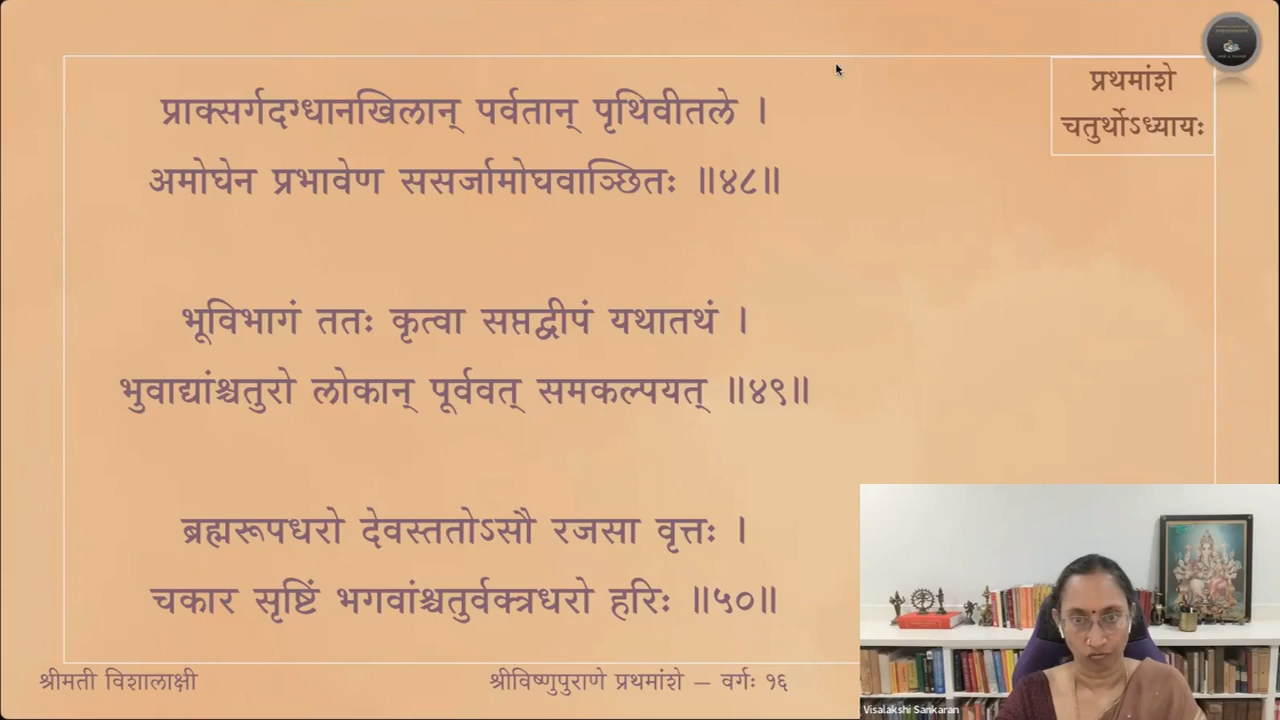 प्रथमांशे
चतुर्थोऽध्यायः
प्राक्सर्गदग्धानखिलान् पर्वतान् पृथिवीतले ।
अमोघेन प्रभावेण ससर्जामोघवाञ्छितः ॥४८॥
भूविभागं ततः कृत्वा सप्तद्वीपं यथातथं ।
भुवाद्यांश्चतुरो लोकान् पूर्ववत् समकल्पयत् ॥४९॥
ब्रह्मरूपधरो देवस्ततोऽसौ रजसा वृत्तः ।
चकार सृष्टिं भगवांश्चतुर्वक्त्रधरो हरिः ॥५०॥
श्रीमती विशालाक्षी
श्रीविष्णुपुराणे प्रथमांशे – वर्गः १६
Visalakshi Sankaran